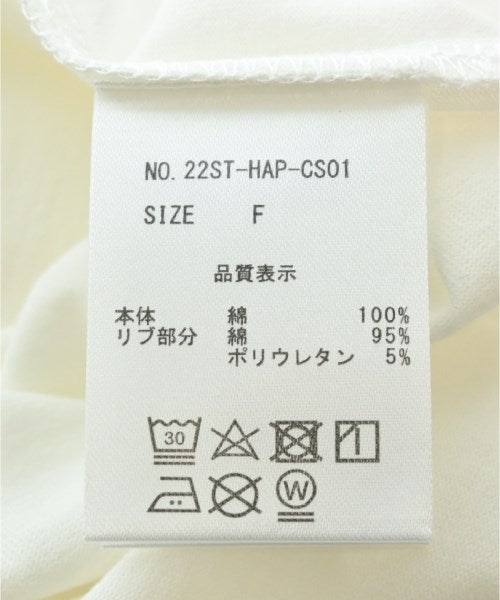 NO. 22ST-HAP-CS01
SIZE F
品質表示
本体 綿 100%
リブ部分 綿 95%
ポリウレタン 5%
30
W